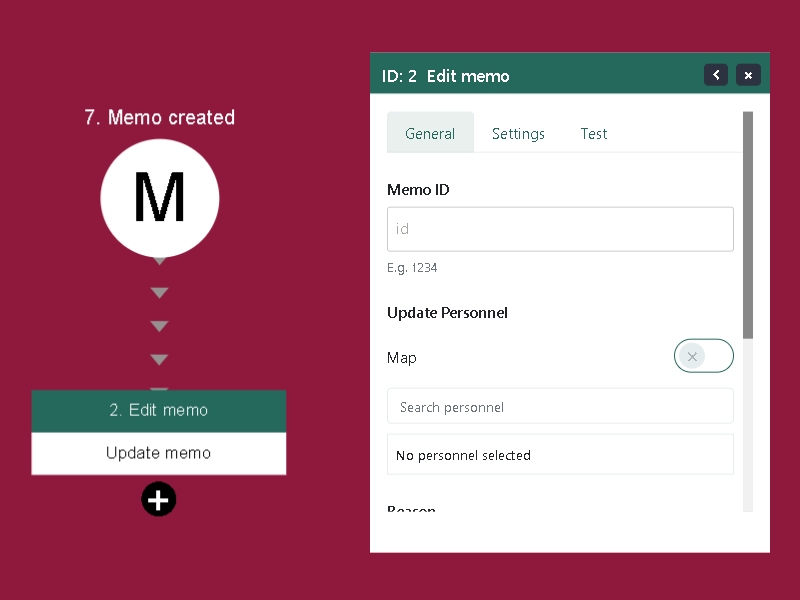 7. Memo created
M
2. Edit memo
Update memo
ID: 2 Edit memo
General Settings Test
Memo ID
id
E.g. 1234
Update Personnel
Map
Search personnel
No personnel selected
Reason